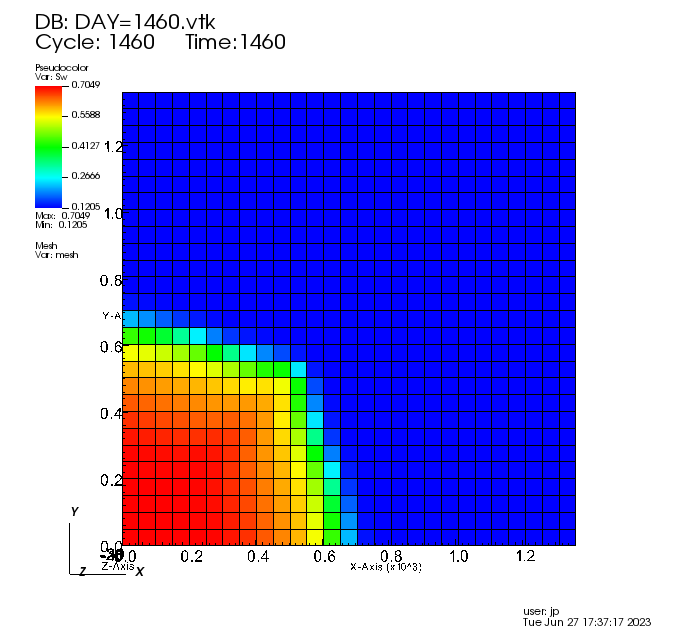 DB: DAY=1460.vtk
Cycle: 1460 Time:1460
Pseudocolor
Var: Sw
0.7049
0.5588
0.4127
0.2666
0.1205
Max: 0.7049
Min: 0.1205
Mesh
Var: mesh
1.2
1.0
0.8
Y-A
0.6
0.4
0.2
0.0
0.0 0.2 0.4 0.6 0.8 1.0 1.2
Z-Axis
X-Axis (x10^3)
Y
Z X
user: jp
Tue Jun 27 17:37:17 2023